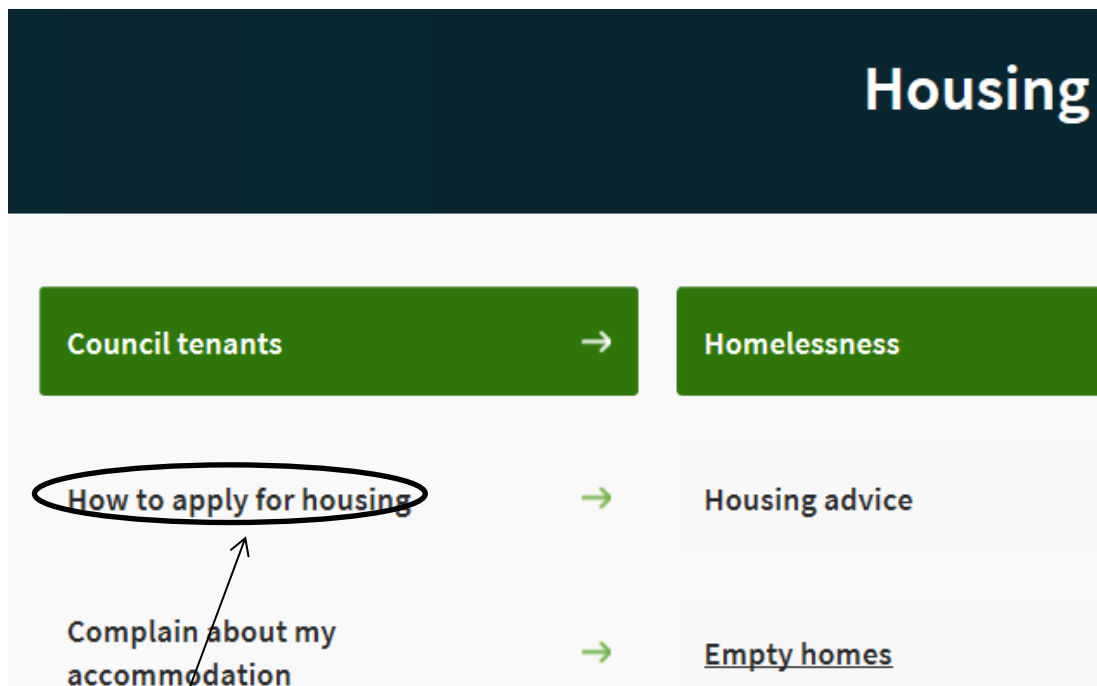 Housing
Council tenants
Homelessness
How to apply for housing
Housing advice
Complain about my
accommodation
Empty homes